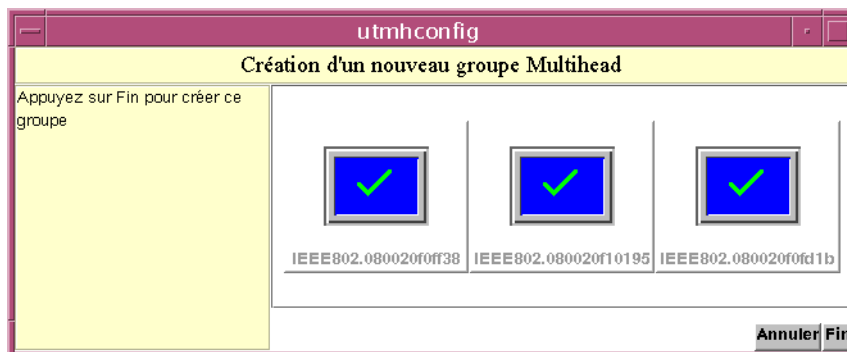 utmhconfig
Création d'un nouveau groupe Multihead
Appuyez sur Fin pour créer ce
groupe
IEEE802.080020f0ff38 IEEE802.080020f10195 IEEE802.080020f0fd1b
Annuler Fin